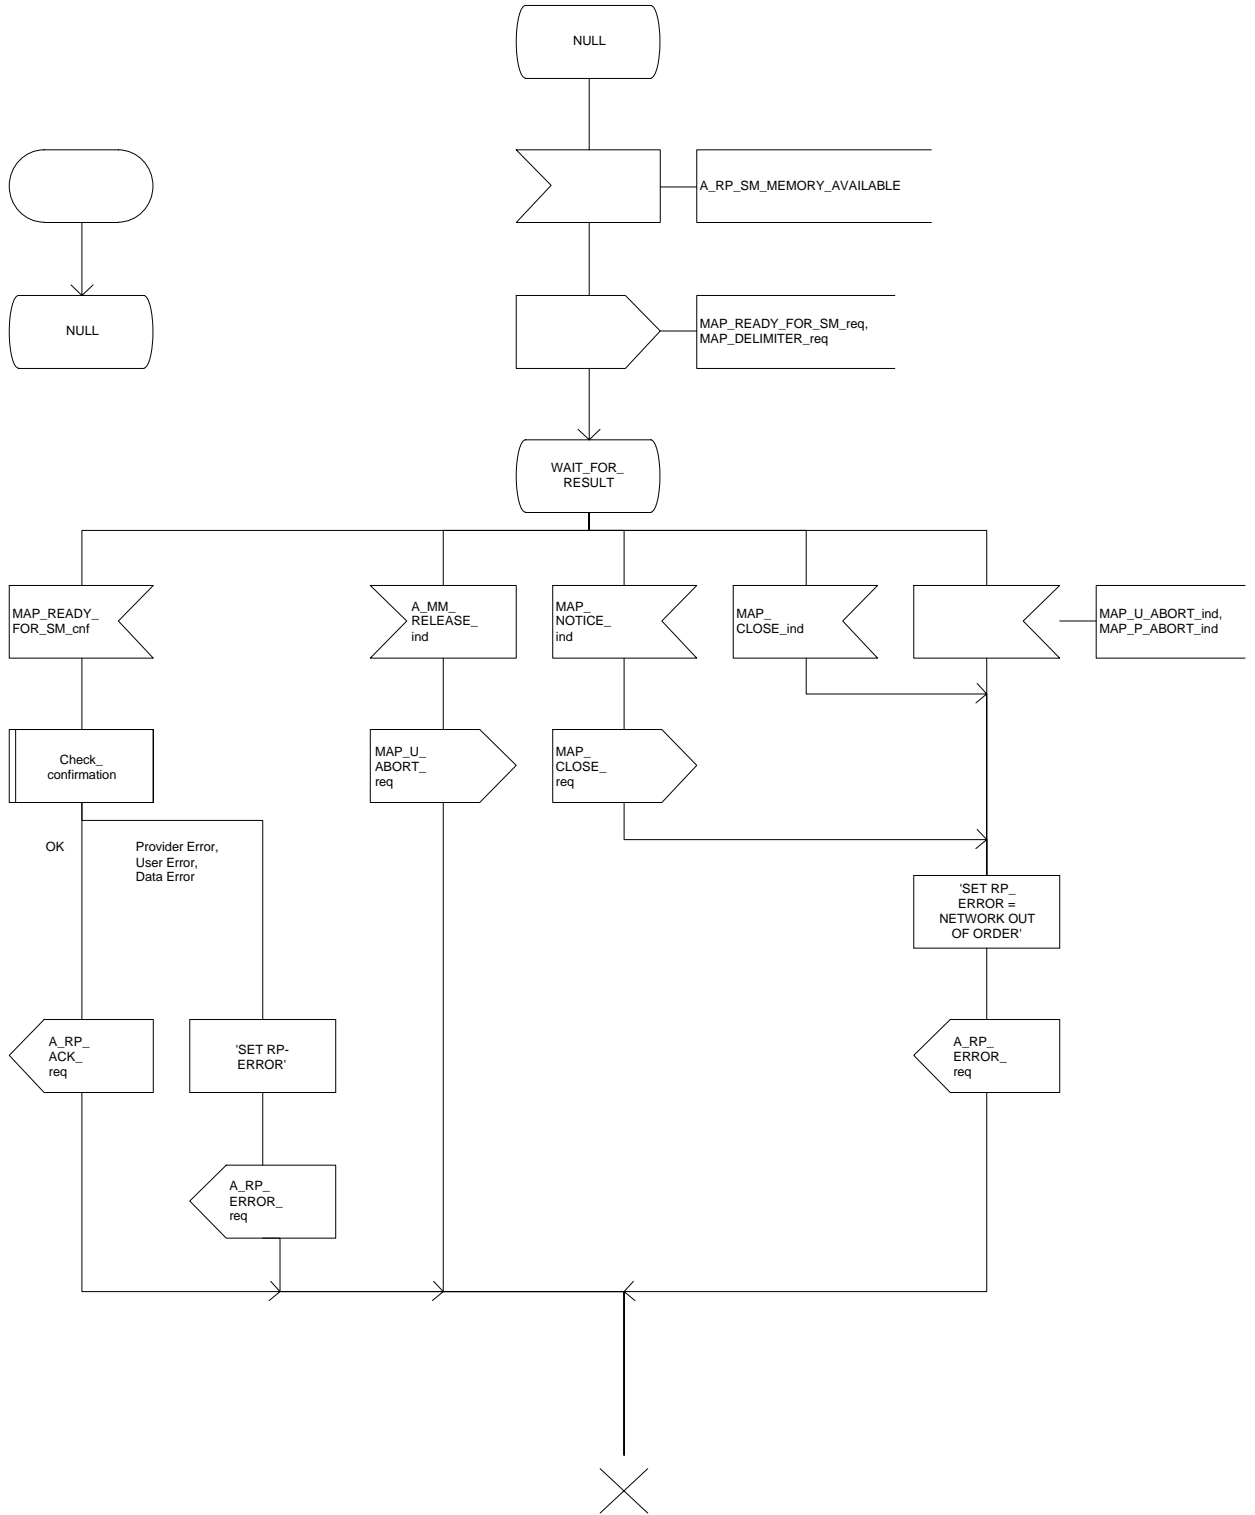 NULL
A_RP_SM_MEMORY_AVAILABLE
NULL
MAP_READY_FOR_SM_req,
MAP_DELIMITER_req
WAIT_FOR_
RESULT
MAP_READY_
FOR_SM_cnf
A_MM_
RELEASE_
ind
MAP_
NOTICE_
ind
MAP_
CLOSE_ind
MAP_U_ABORT_ind,
MAP_P_ABORT_ind
Check_
confirmation
MAP_U_
ABORT_
req
MAP_
CLOSE_
req
OK
Provider Error,
User Error,
Data Error
'SET RP_
ERROR =
NETWORK OUT
OF ORDER'
A_RP_
ACK_
req
'SET RP-
ERROR'
A_RP_
ERROR_
req
A_RP_
ERROR_
req